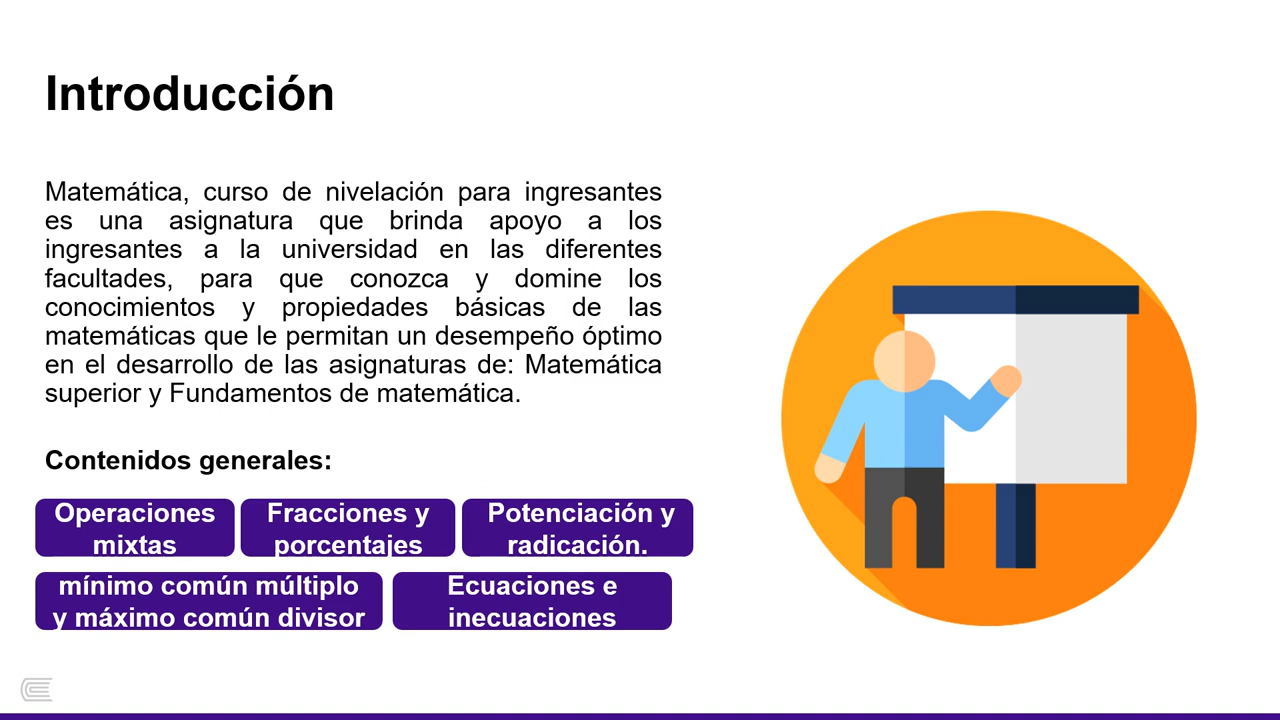 Introducción
Matemática, curso de nivelación para ingresantes
es una asignatura que brinda apoyo a los
ingresantes a la universidad en las diferentes
facultades, para que conozca y domine los
conocimientos y propiedades básicas de las
matemáticas que le permitan un desempeño óptimo
en el desarrollo de las asignaturas de: Matemática
superior y Fundamentos de matemática.
Contenidos generales:
Operaciones
mixtas
Fracciones y
porcentajes
Potenciación y
radicación.
mínimo común múltiplo
y máximo común divisor
Ecuaciones e
inecuaciones